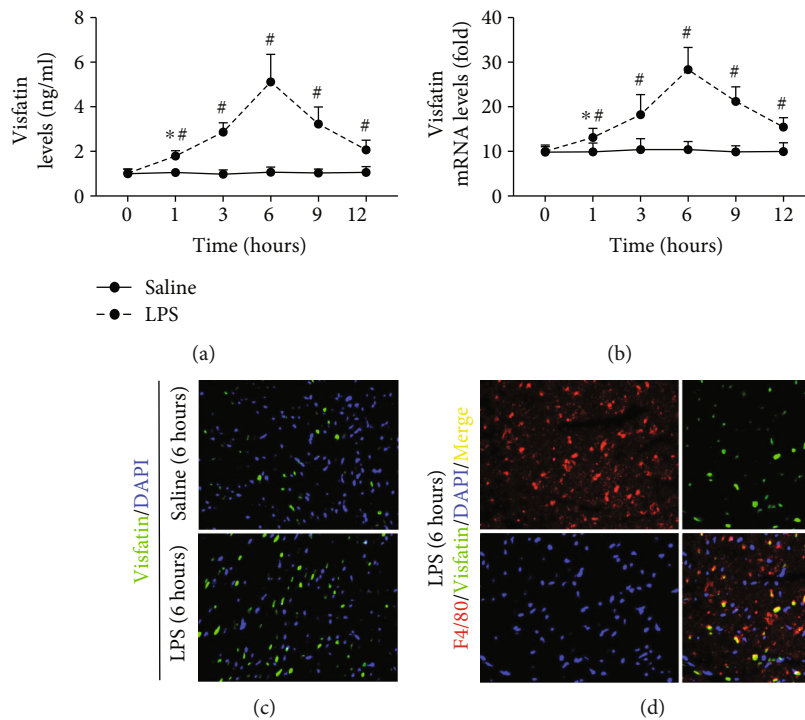 Visfatin
levels (ng/ml)
8
6
4
2
0
*#
#
#
#
#
0 1 3 6 9 12
Time (hours)
Saline
LPS
(a)
Visfatin
mRNA levels (fold)
40
30
20
10
0
*#
#
#
#
#
0 1 3 6 9 12
Time (hours)
(b)
Visfatin/DAPI
Saline (6 hours)
LPS (6 hours)
(c)
LPS (6 hours)
F4/80/Visfatin/DAPI/Merge
(d)